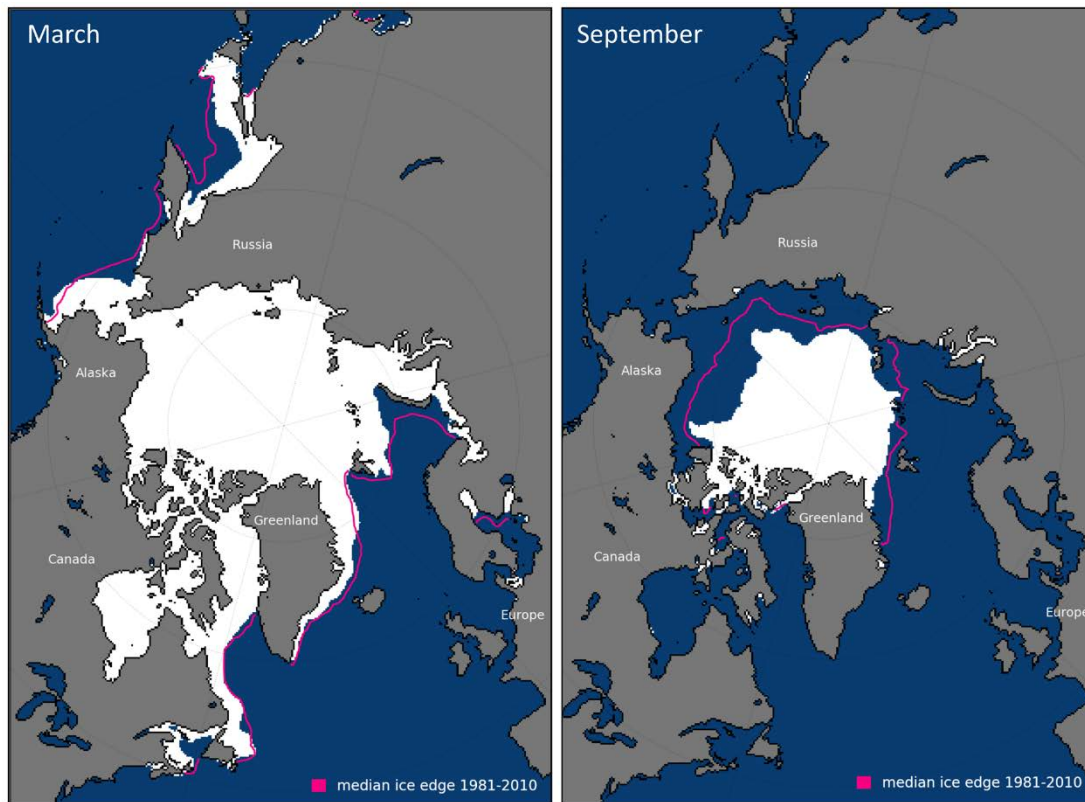 March
Russia
Alaska
Greenland
Canada
Europe
median ice edge 1981-2010
September
Russia
Alaska
Greenland
Canada
Europe
median ice edge 1981-2010